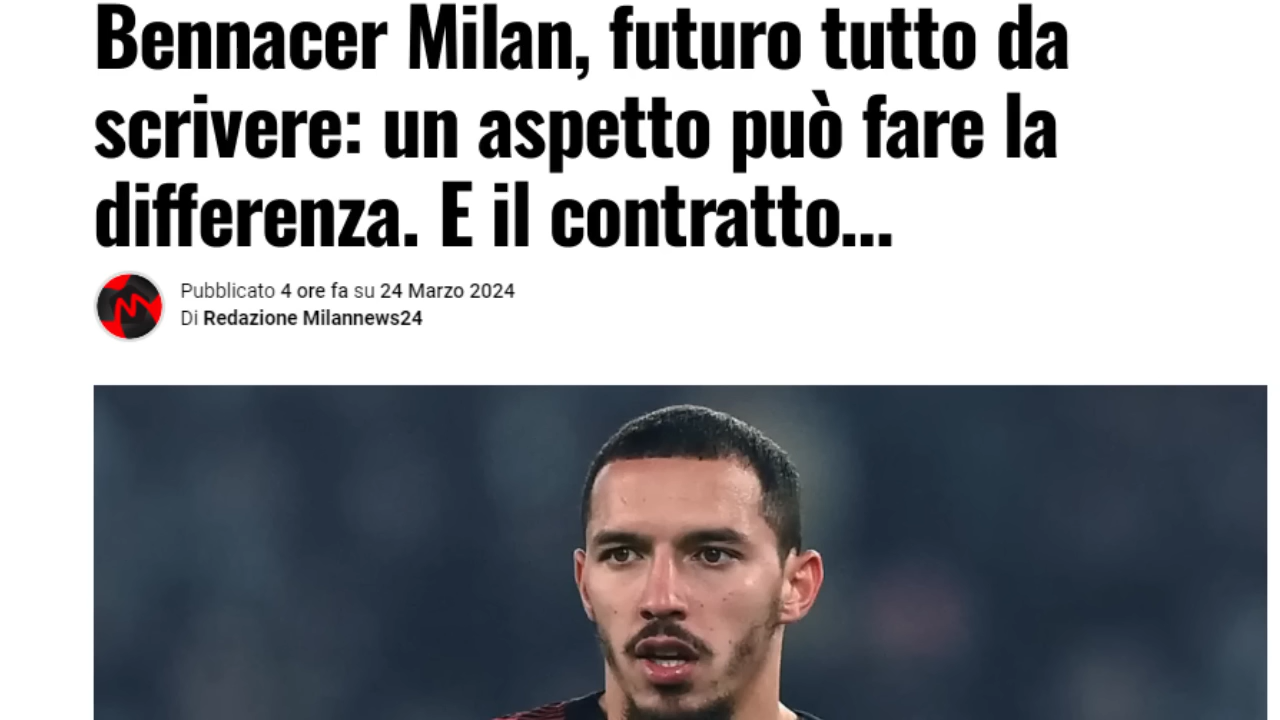 Bennacer Milan, futuro tutto da
scrivere: un aspetto può fare la
differenza. E il contratto…
Pubblicato 4 ore fa su 24 Marzo 2024
Di Redazione Milannews24